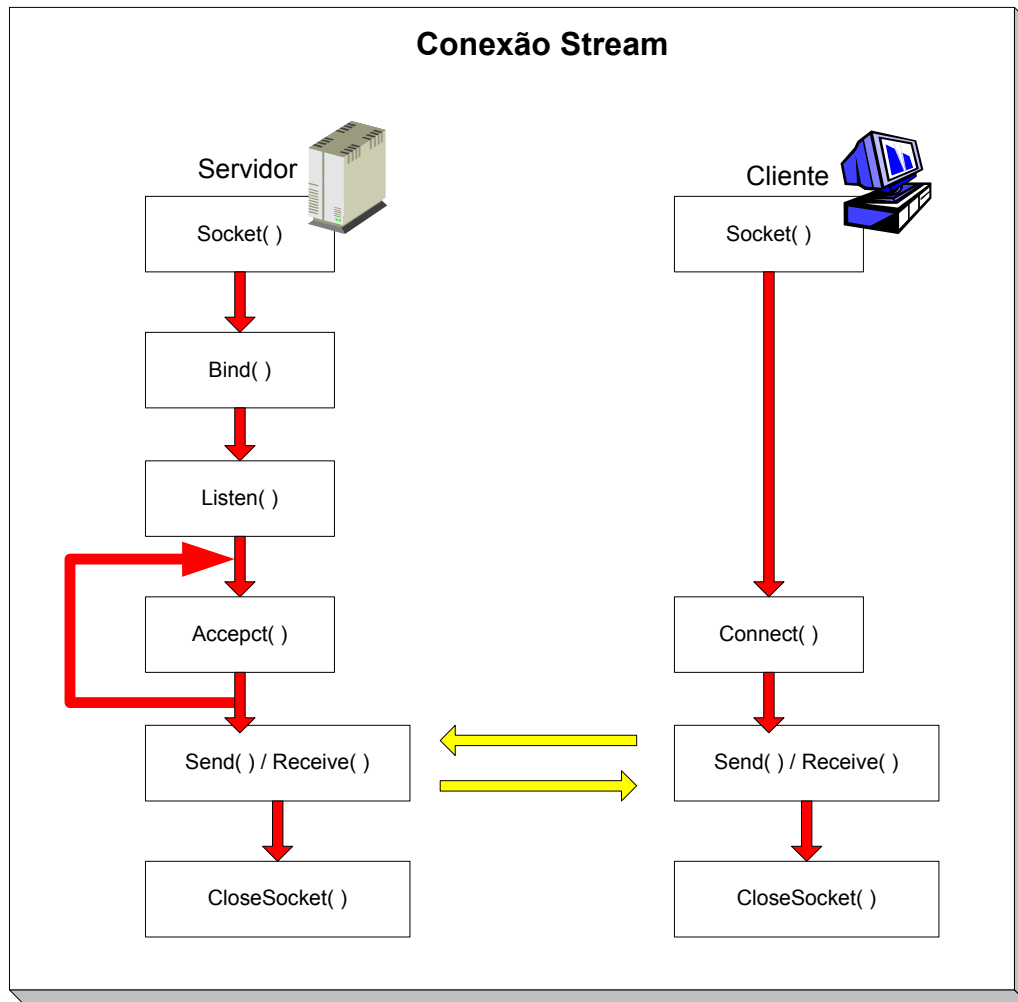 Conexão Stream
Servidor
Cliente
Socket( )
Socket( )
Bind( )
Listen( )
Accepct( )
Connect( )
Send( ) / Receive( )
Send( ) / Receive( )
CloseSocket( )
CloseSocket( )